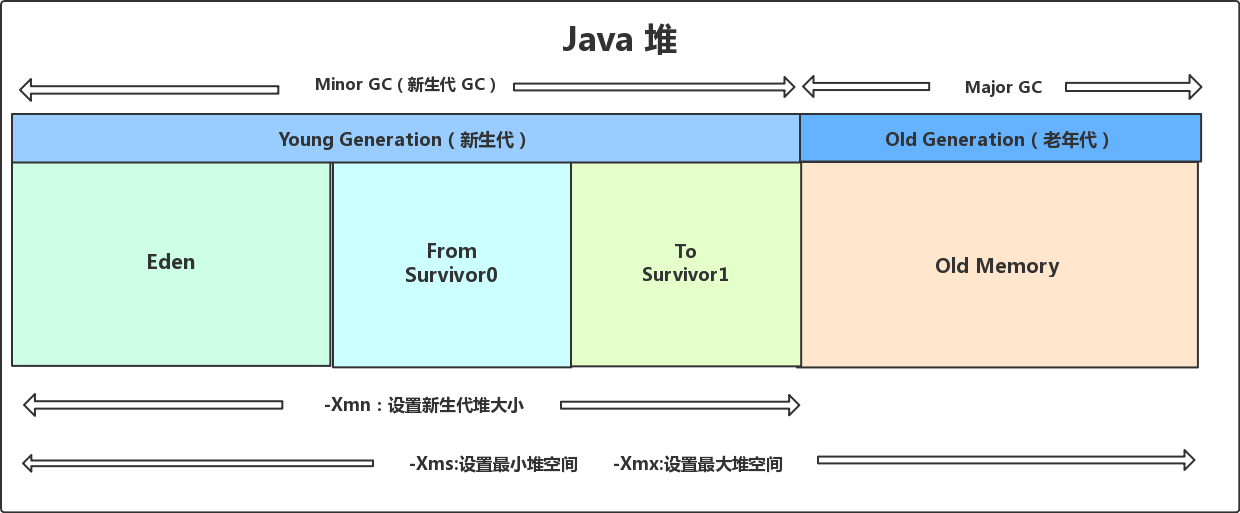 Java 堆
Minor GC ( 新生代 GC )
Major GC
Young Generation ( 新生代 )
Old Generation ( 老年代 )
Eden
From
Survivor0
To
Survivor1
Old Memory
-Xmn：设置新生代堆大小
-Xms:设置最小堆空间
-Xmx:设置最大堆空间